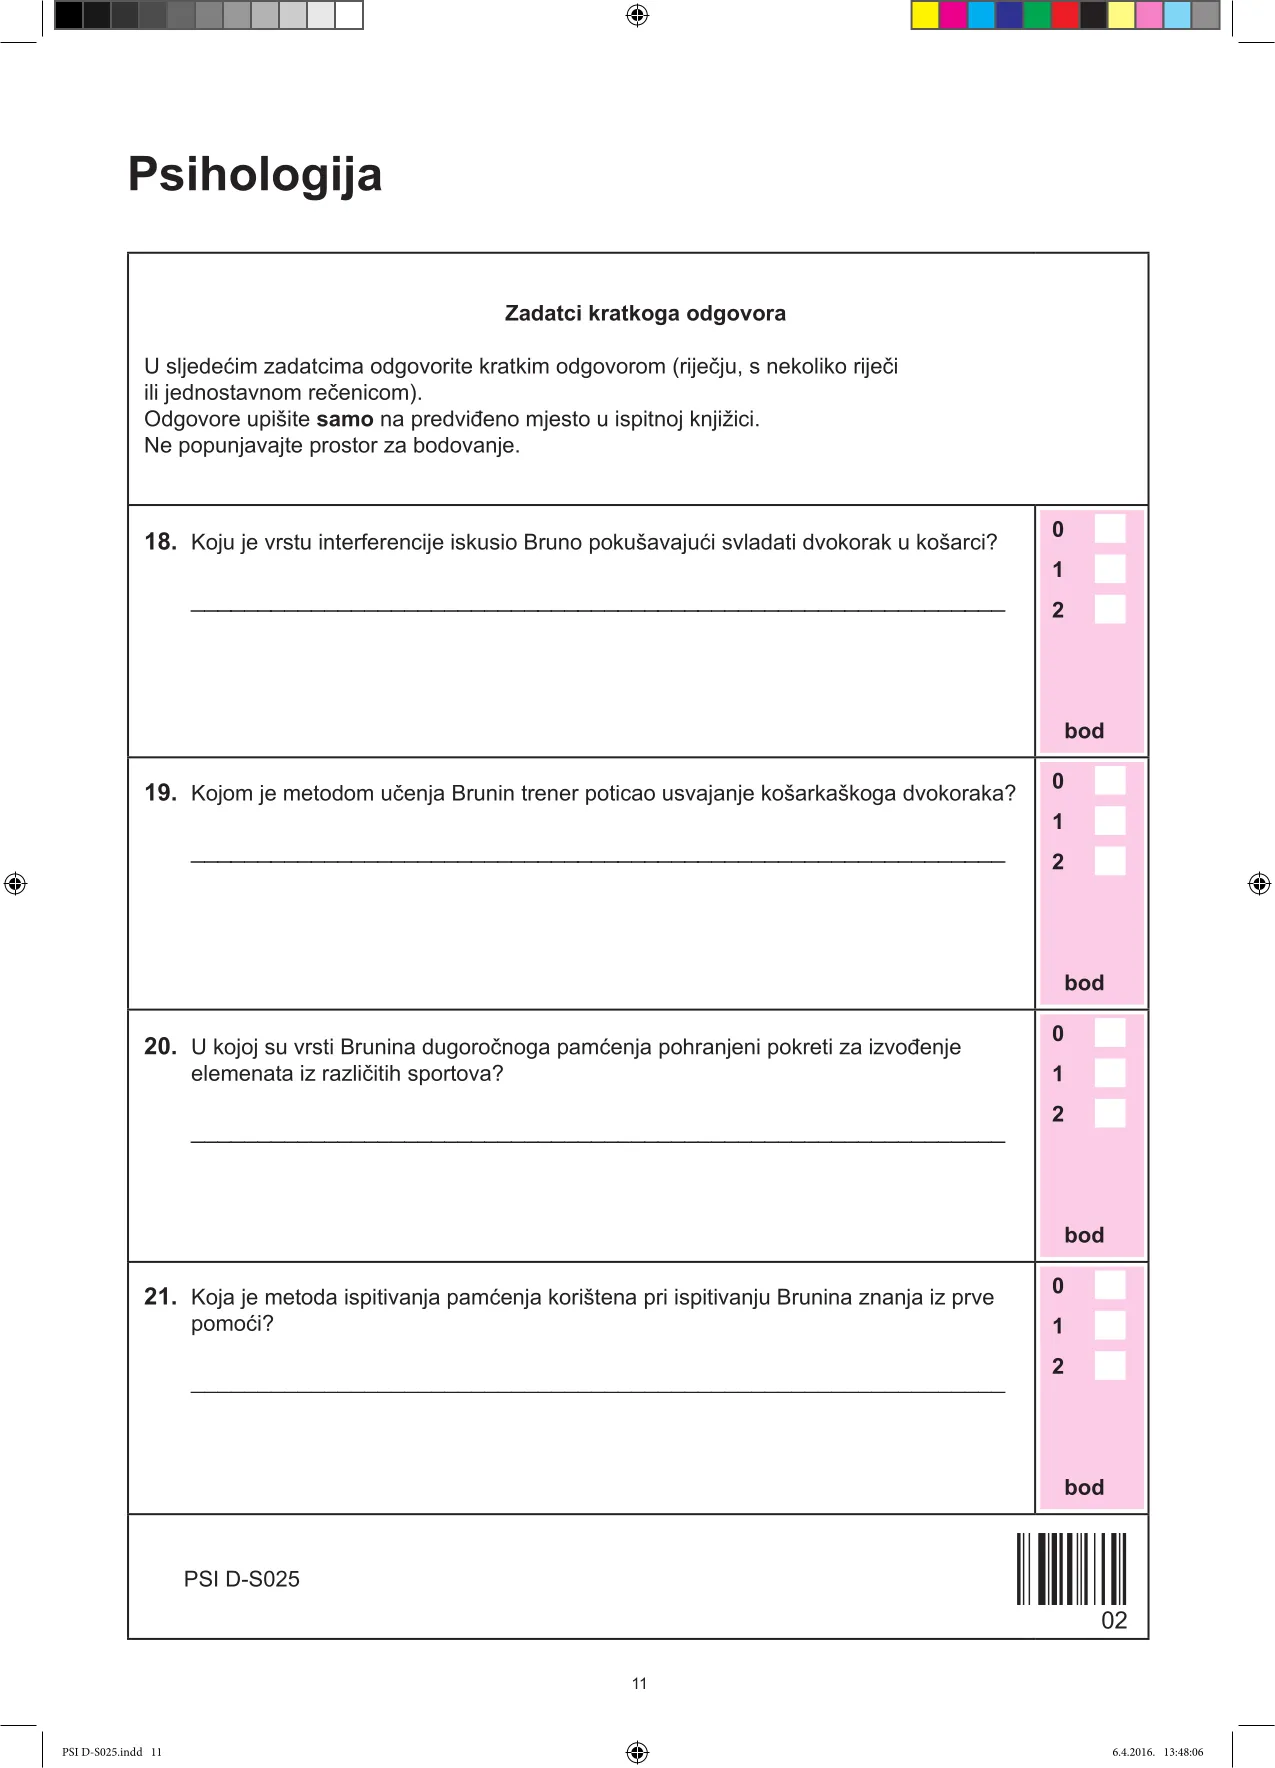 Psihologija
Zadatci kratkoga odgovora
U sljedećim zadatcima odgovorite kratkim odgovorom (riječju, s nekoliko riječi
ili jednostavnom rečenicom).
Odgovore upišite samo na predviđeno mjesto u ispitnoj knjižici.
Ne popunjavajte prostor za bodovanje.
18. Koju je vrstu interferencije iskusio Bruno pokušavajući svladati dvokorak u košarci?
0
1
2
bod
19. Kojom je metodom učenja Brunin trener poticao usvajanje košarkaškoga dvokoraka?
0
1
2
bod
20. U kojoj su vrsti Brunina dugoročnoga pamćenja pohranjeni pokreti za izvođenje
elemenata iz različitih sportova?
0
1
2
bod
21. Koja je metoda ispitivanja pamćenja korištena pri ispitivanju Brunina znanja iz prve
pomoći?
0
1
2
bod
PSI D-S025
02
11
PSI D-S025.indd 11
6.4.2016. 13:48:06